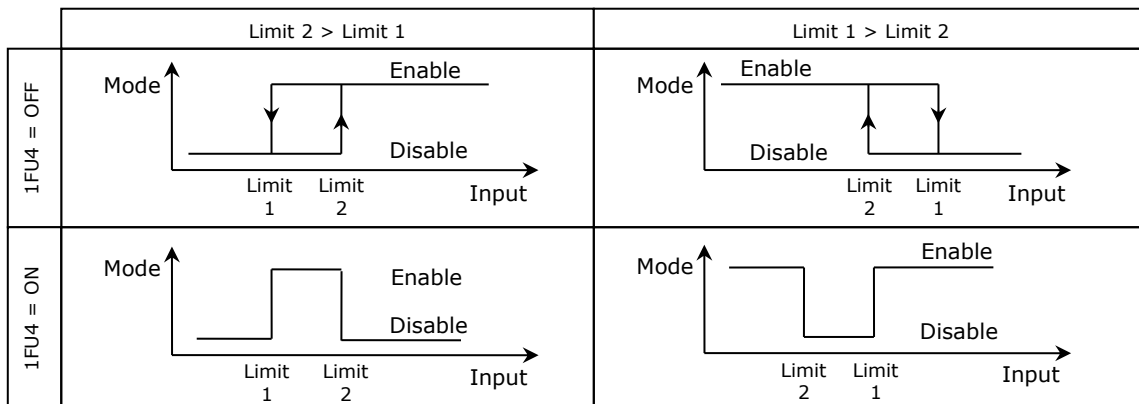 Limit 2 > Limit 1
Limit 1 > Limit 2
1FU4 = OFF
Mode
Enable
Disable
Limit
1
Limit
2
Input
Mode
Enable
Disable
Limit
2
Limit
1
Input
1FU4 = ON
Mode
Enable
Disable
Limit
1
Limit
2
Input
Mode
Enable
Disable
Limit
2
Limit
1
Input